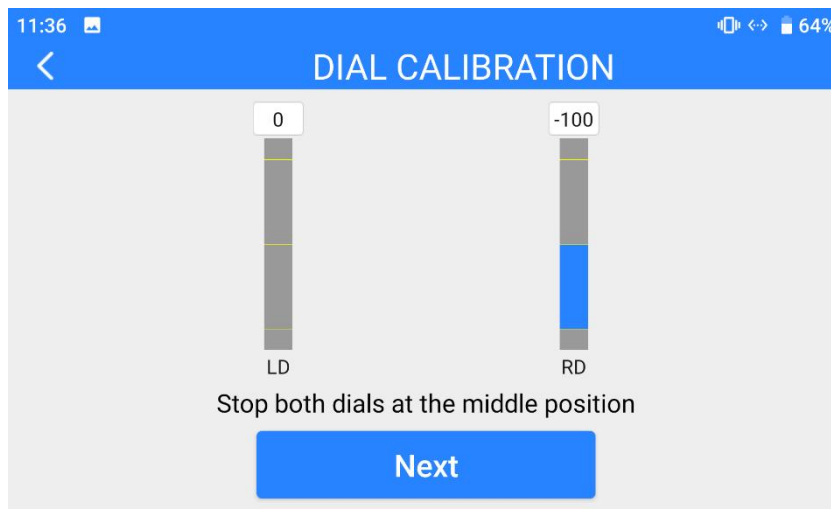 11:36 64%
DIAL CALIBRATION
0 -100
LD RD
Stop both dials at the middle position
Next